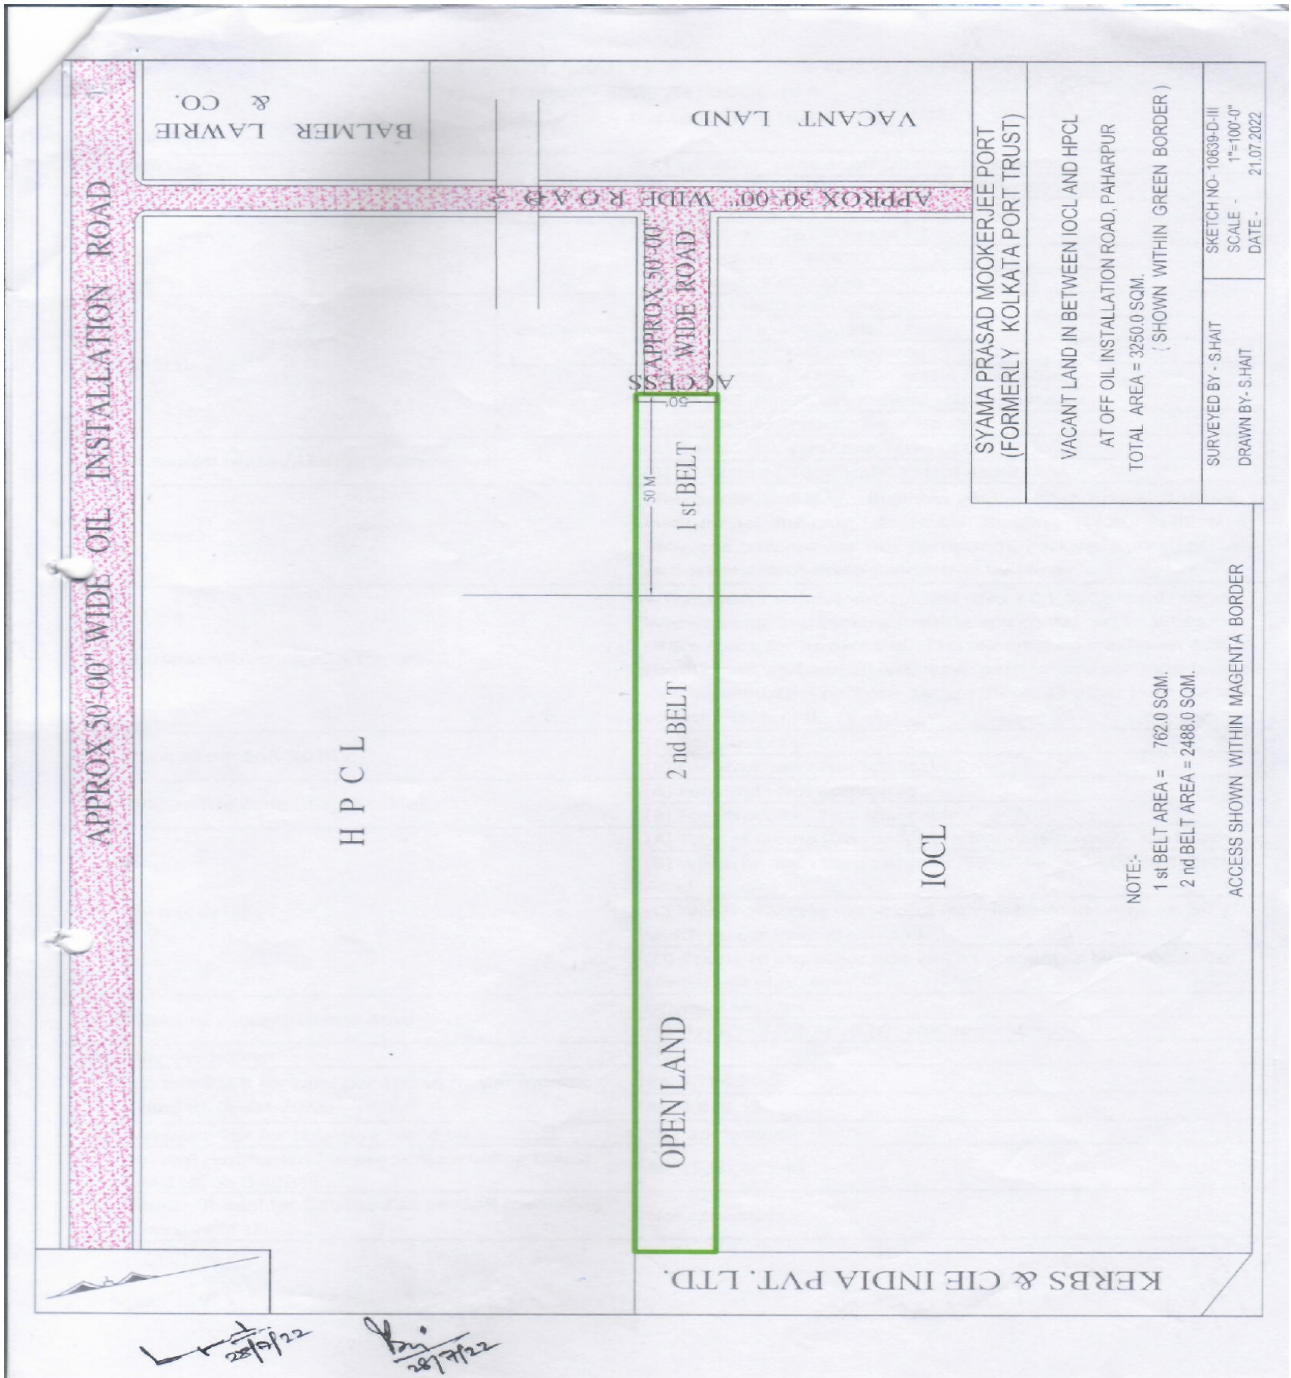 APPROX 50'-00" WIDE OIL INSTALLATION ROAD
BALMER LAWRIE
& CO.
VACANT LAND
APPROX 30'-00" WIDE ROAD
APPROX 50'-00"
WIDE ROAD
ACCESS
50'
50 M
1 st BELT
2 nd BELT
OPEN LAND
H P C L
IOCL
KERBS & CIE INDIA PVT. LTD.
SYAMA PRASAD MOOKERJEE PORT
(FORMERLY KOLKATA PORT TRUST)
VACANT LAND IN BETWEEN IOCL AND HPCL
AT OFF OIL INSTALLATION ROAD, PAHARPUR
TOTAL AREA = 3250.0 SQM.
( SHOWN WITHIN GREEN BORDER )
SURVEYED BY - S.HAIT
DRAWN BY- S.HAIT
SKETCH NO- 10639-D-III
SCALE - 1"=100'-0"
DATE - 21.07.2022
NOTE:-
1 st BELT AREA = 762.0 SQM.
2 nd BELT AREA = 2488.0 SQM.
ACCESS SHOWN WITHIN MAGENTA BORDER
28/7/22
28/7/22